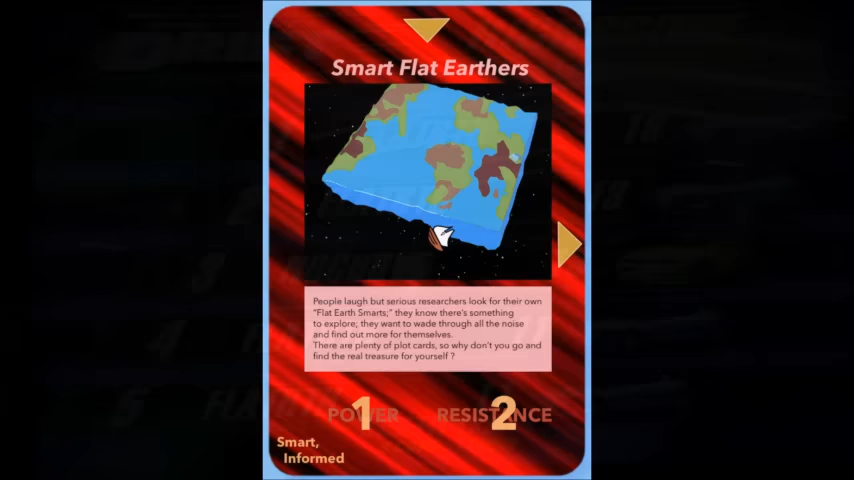 Smart Flat Earthers
People laugh but serious researchers look for their own
"Flat Earth Smarts;" they know there's something
to explore; they want to wade through all the noise
and find out more for themselves.
There are plenty of plot cards, so why don't you go and
find the real treasure for yourself ?
POWER 1
RESISTANCE 2
Smart,
Informed